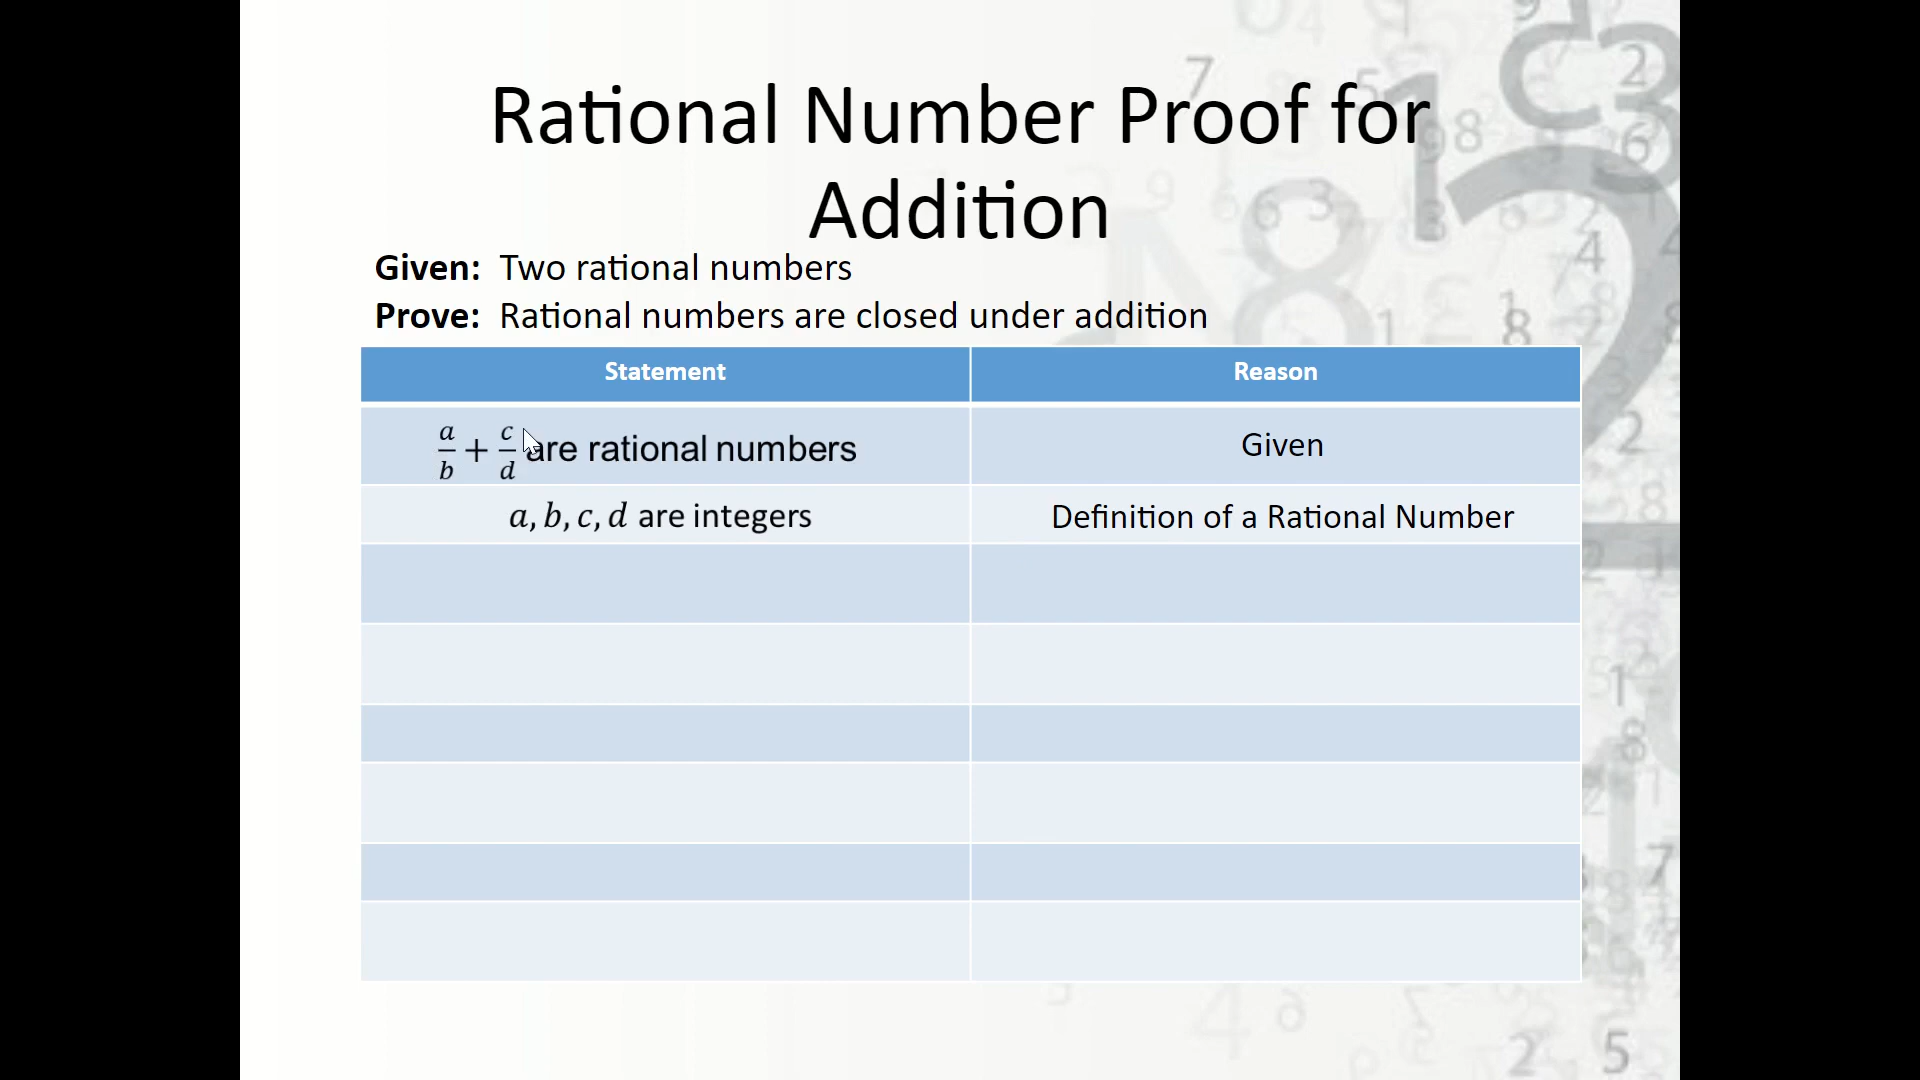 Rational Number Proof for
Addition
Given: Two rational numbers
Prove: Rational numbers are closed under addition
Statement Reason
a/b + c/d are rational numbers Given
a, b, c, d are integers Definition of a Rational Number